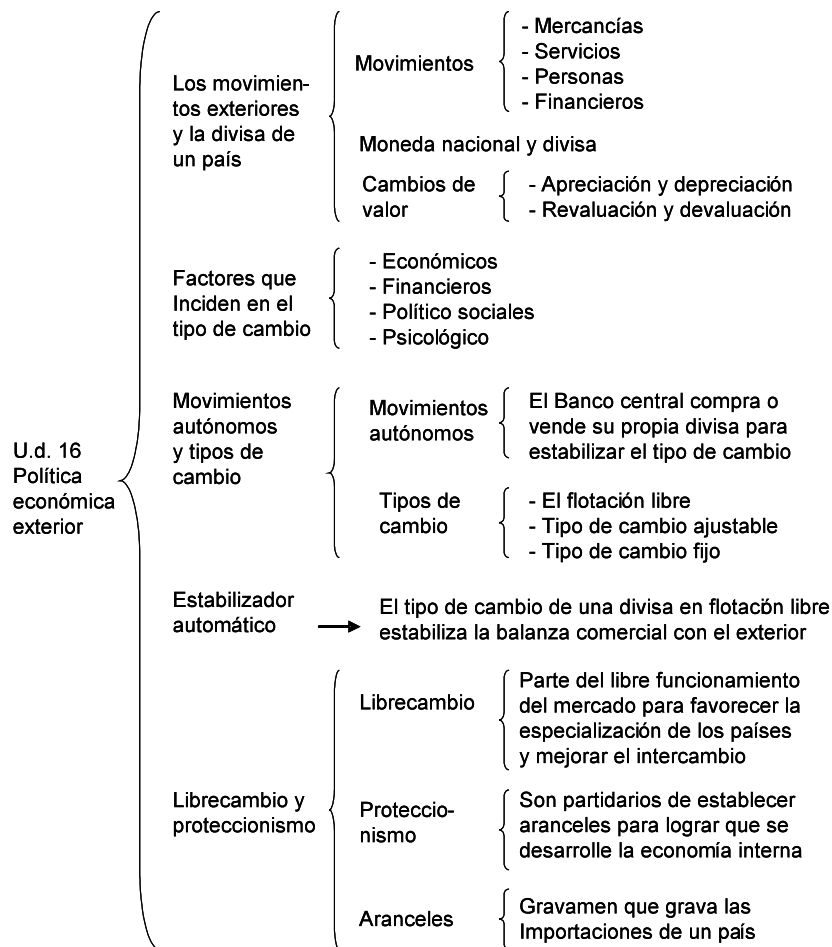 U.d. 16
Política
económica
exterior
Los movimien-
tos exteriores
y la divisa de
un país
Movimientos
- Mercancías
- Servicios
- Personas
- Financieros
Moneda nacional y divisa
Cambios de
valor
- Apreciación y depreciación
- Revaluación y devaluación
Factores que
Inciden en el
tipo de cambio
- Económicos
- Financieros
- Político sociales
- Psicológico
Movimientos
autónomos
y tipos de
cambio
Movimientos
autónomos
El Banco central compra o
vende su propia divisa para
estabilizar el tipo de cambio
Tipos de
cambio
- El flotación libre
- Tipo de cambio ajustable
- Tipo de cambio fijo
Estabilizador
automático
El tipo de cambio de una divisa en flotacón libre
estabiliza la balanza comercial con el exterior
Librecambio y
proteccionismo
Librecambio
Parte del libre funcionamiento
del mercado para favorecer la
especialización de los países
y mejorar el intercambio
Proteccio-
nismo
Son partidarios de establecer
aranceles para lograr que se
desarrolle la economía interna
Aranceles
Gravamen que grava las
Importaciones de un país